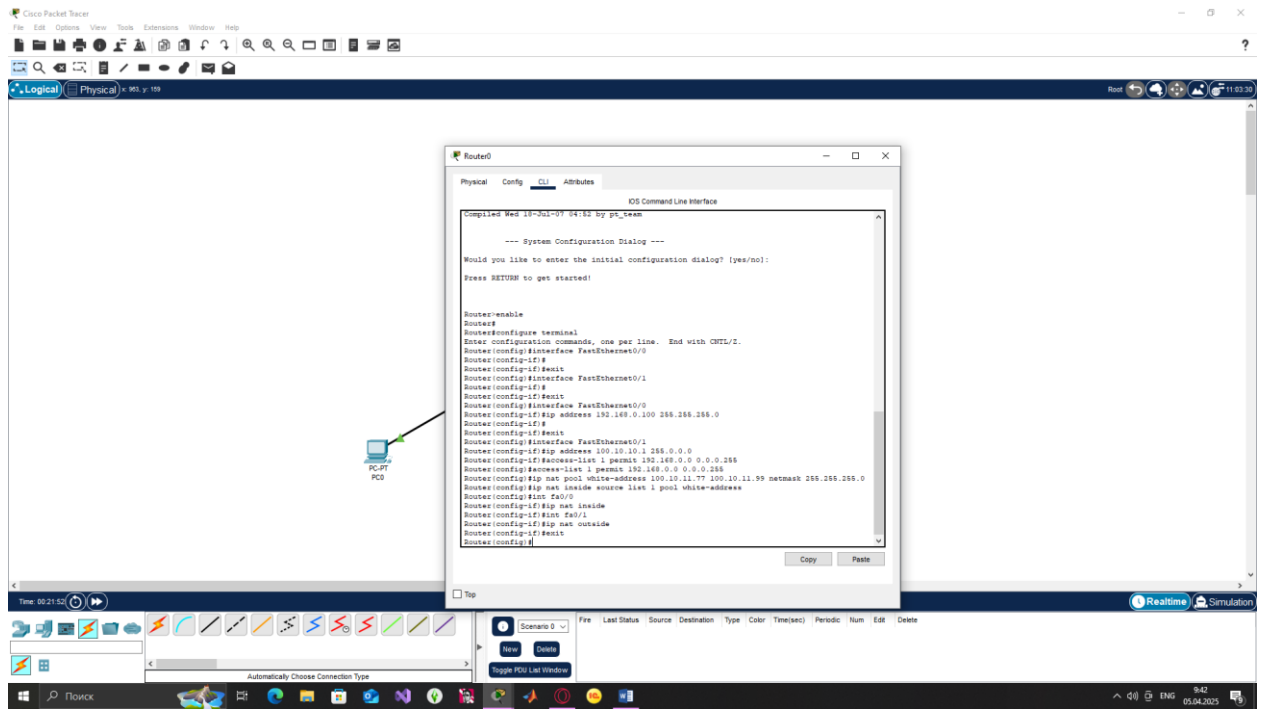 Cisco Packet Tracer
File Edit Options View Tools Extensions Window Help
?
Logical Physical x: 963, y: 159 Root 11:03:30
Router0
Physical Config CLI Attributes
IOS Command Line Interface
Compiled Wed 18-Jul-07 04:52 by pt_team
--- System Configuration Dialog ---
Would you like to enter the initial configuration dialog? [yes/no]:
Press RETURN to get started!
Router>enable
Router#
Router#configure terminal
Enter configuration commands, one per line. End with CNTL/Z.
Router(config)#interface FastEthernet0/0
Router(config-if)#
Router(config-if)#exit
Router(config)#interface FastEthernet0/1
Router(config-if)#
Router(config-if)#exit
Router(config)#interface FastEthernet0/0
Router(config-if)#ip address 192.168.0.100 255.255.255.0
Router(config-if)#
Router(config-if)#exit
Router(config)#interface FastEthernet0/1
Router(config-if)#ip address 100.10.10.1 255.0.0.0
Router(config-if)#access-list 1 permit 192.168.0.0 0.0.0.255
Router(config)#access-list 1 permit 192.168.0.0 0.0.0.255
Router(config)#ip nat pool white-address 100.10.11.77 100.10.11.99 netmask 255.255.255.0
Router(config)#ip nat inside source list 1 pool white-address
Router(config)#int fa0/0
Router(config-if)#ip nat inside
Router(config-if)#int fa0/1
Router(config-if)#ip nat outside
Router(config-if)#exit
Router(config)#
PC-PT
PC0
Copy Paste
Top
Time: 00:21:52 Realtime Simulation
Scenario 0 Fire Last Status Source Destination Type Color Time(sec) Periodic Num Edit Delete
New Delete
Toggle PDU List Window
Automatically Choose Connection Type
Поиск ENG 9:42
05.04.2025